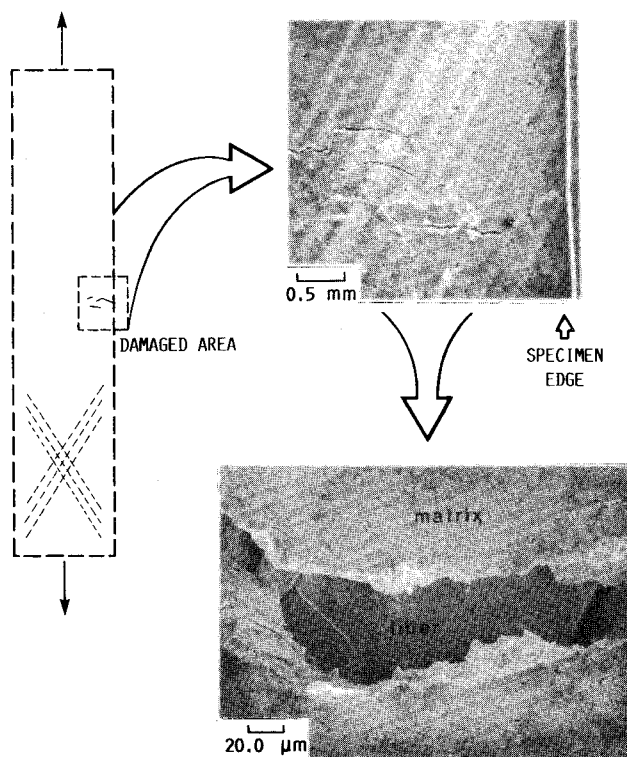 0.5 mm
DAMAGED AREA
SPECIMEN
EDGE
matrix
fiber
20.0 μm